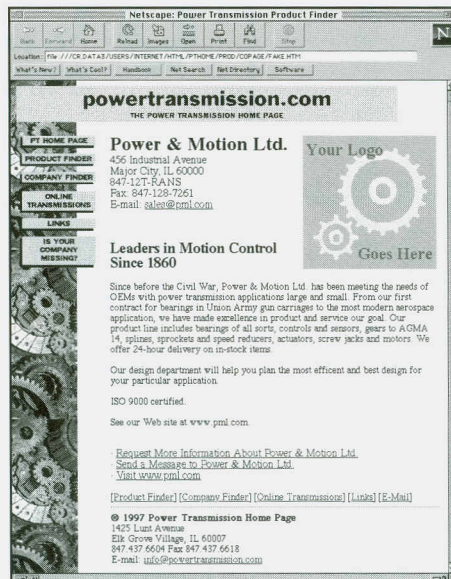 Netscape: Power Transmission Product Finder
Back Forward Home Reload Images Open Print Find Stop
N
Location: file:///CR.DATA3/USERS/INTERNET/HTML/PTHOME/PROD/COPAGE/FAKE.HTM
What's New? What's Cool? Handbook Net Search Net Directory Software
powertransmission.com
THE POWER TRANSMISSION HOME PAGE
PT HOME PAGE
PRODUCT FINDER
COMPANY FINDER
ONLINE
TRANSMISSIONS
LINKS
IS YOUR
COMPANY
MISSING?
Power & Motion Ltd.
456 Industrial Avenue
Major City, IL 60000
847-12T-RANS
Fax: 847-128-7261
E-mail: sales@pml.com
Your Logo
Goes Here
Leaders in Motion Control
Since 1860
Since before the Civil War, Power & Motion Ltd. has been meeting the needs of
OEMs with power transmission applications large and small. From our first
contract for bearings in Union Army gun carriages to the most modern aerospace
application, we have made excellence in product and service our goal. Our
product line includes bearings of all sorts, controls and sensors, gears to AGMA
14, splines, sprockets and speed reducers, actuators, screw jacks and motors. We
offer 24-hour delivery on in-stock items.
Our design department will help you plan the most efficent and best design for
your particular application.
ISO 9000 certified.
See our Web site at www.pml.com
· Request More Information About Power & Motion Ltd.
· Send a Message to Power & Motion Ltd.
· Visit www.pml.com
[Product Finder] [Company Finder] [Online Transmissions] [Links] [E-Mail]
© 1997 Power Transmission Home Page
1425 Lunt Avenue
Elk Grove Village, IL 60007
847.437.6604 Fax 847.437.6618
E-mail: info@powertransmission.com